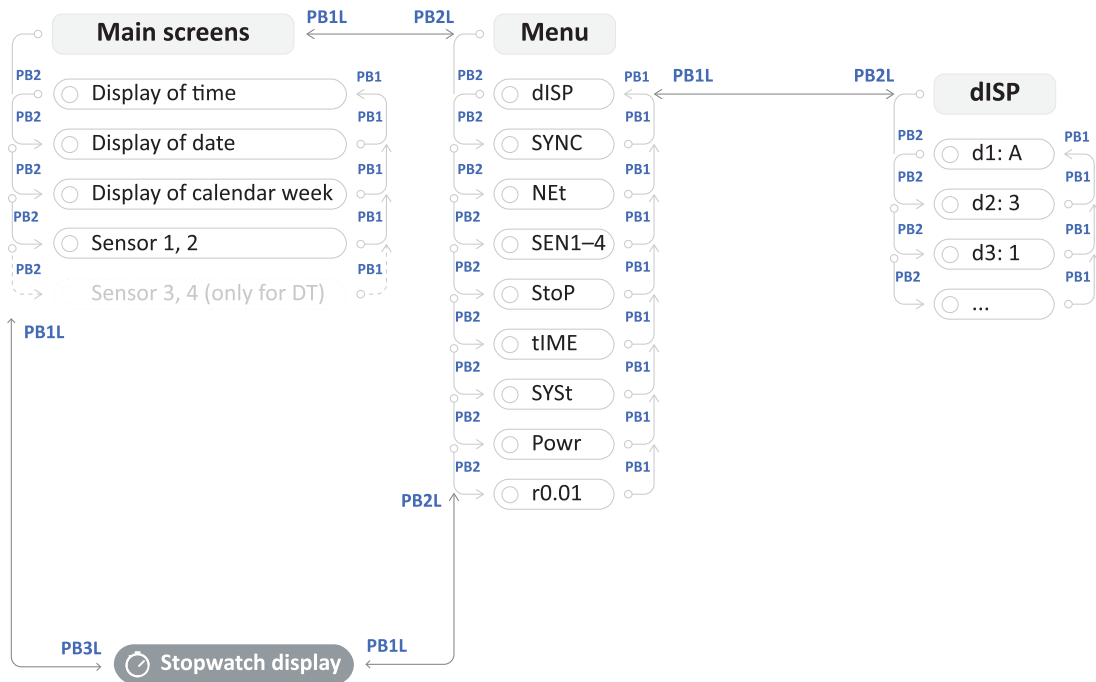 PB1L PB2L
Main screens
Menu
PB2 PB1
Display of time
PB2 PB1
Display of date
PB2 PB1
Display of calendar week
PB2 PB1
Sensor 1, 2
PB2 PB1
Sensor 3, 4 (only for DT)
PB1L
PB2 PB1
dISP
PB2 PB1
SYNC
PB2 PB1
NEt
PB2 PB1
SEN1–4
PB2 PB1
StoP
PB2 PB1
tIME
PB2 PB1
SYSt
PB2 PB1
Powr
PB2 PB1
r0.01
PB2L
PB1L PB2L
dISP
PB2 PB1
d1: A
PB2 PB1
d2: 3
PB2 PB1
d3: 1
PB2 PB1
...
PB3L PB1L
Stopwatch display